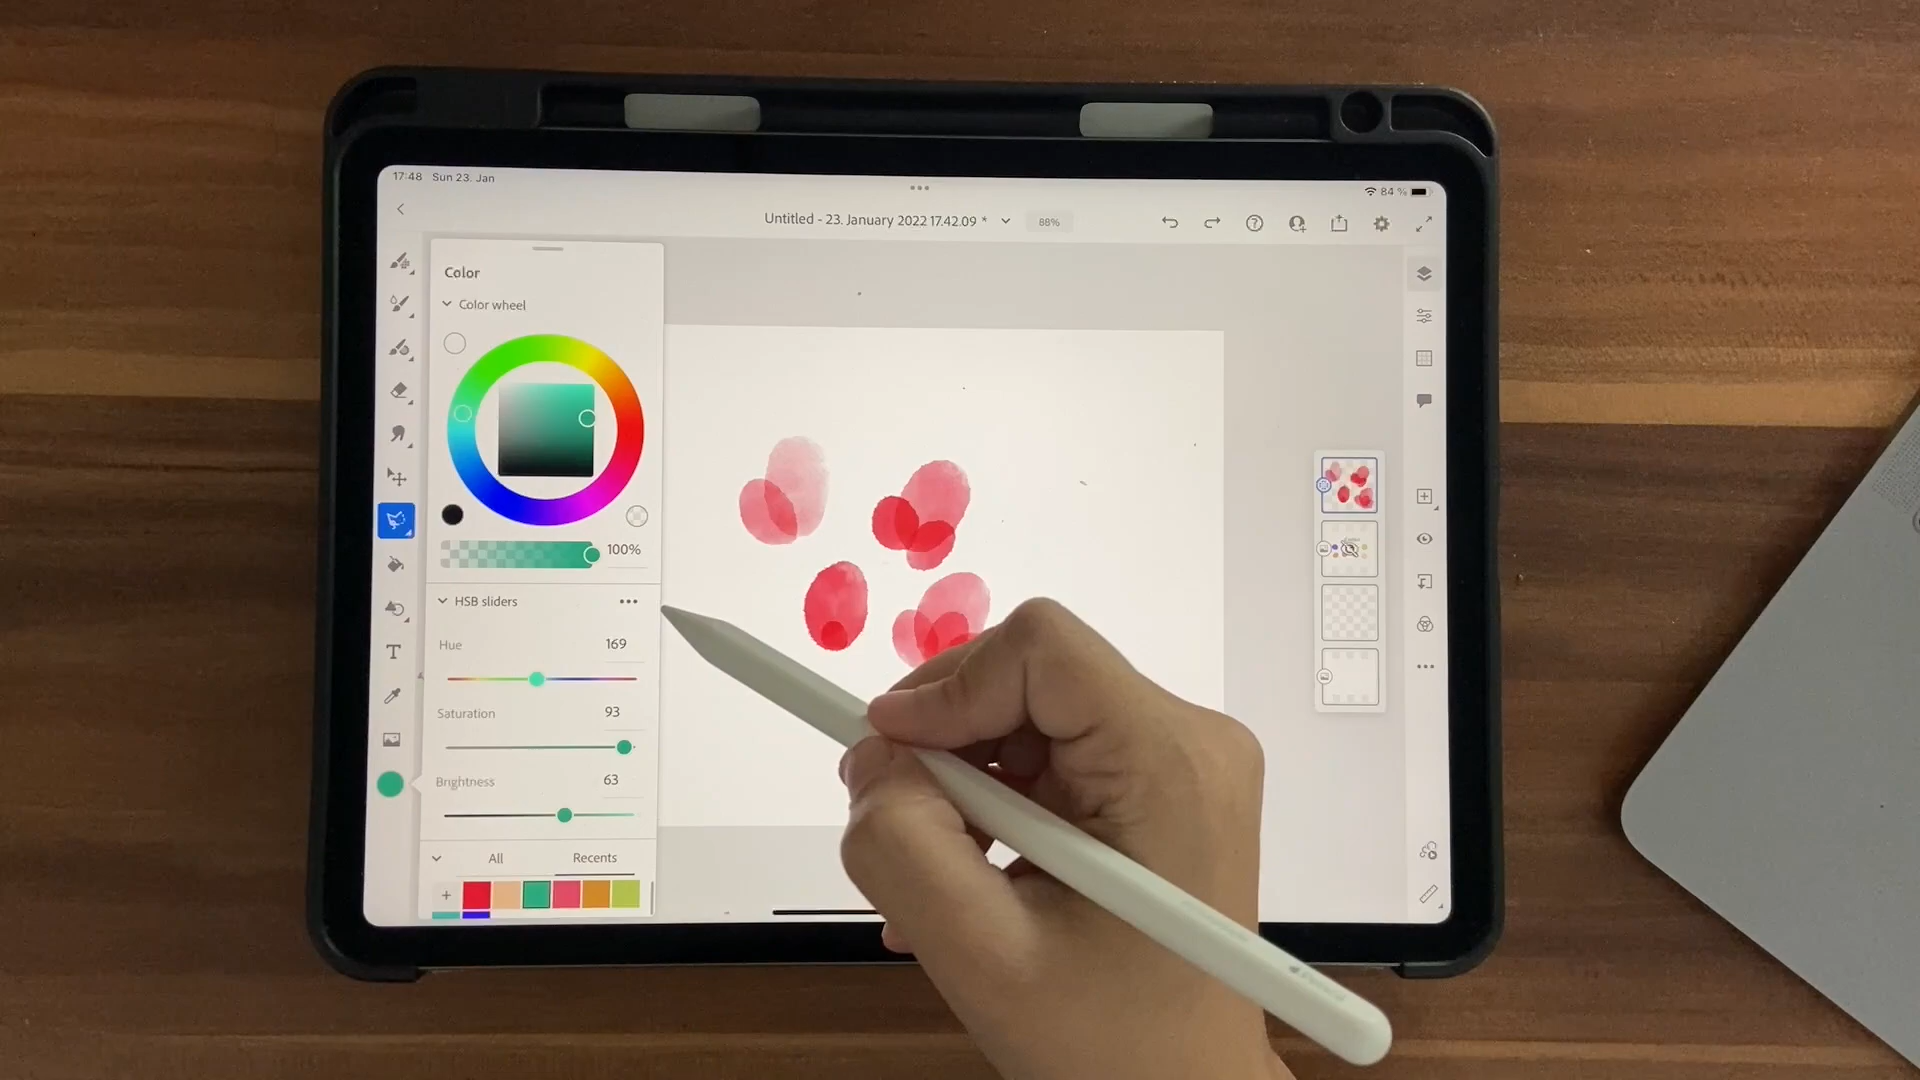 17:48 Sun 23. Jan
84 %
Untitled - 23. January 2022 17.42.09 *
88%
Color
Color wheel
100%
HSB sliders
Hue
169
Saturation
93
Brightness
63
All
Recents
T